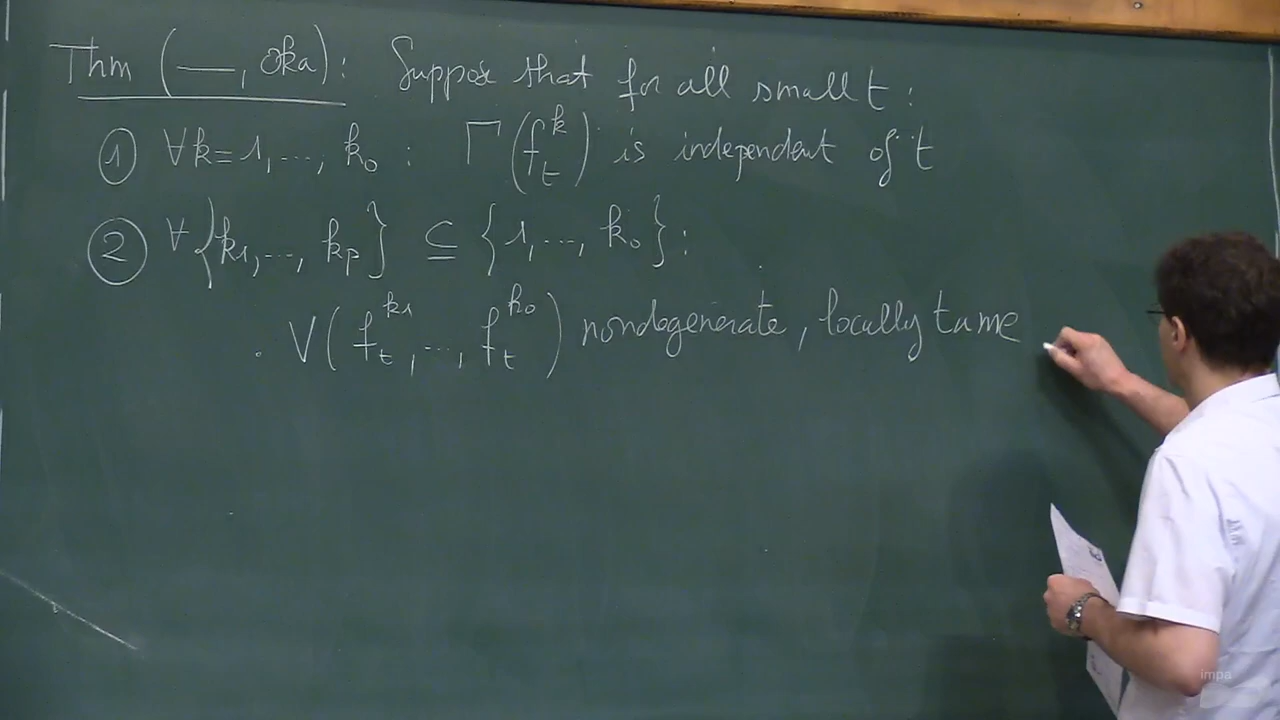 Thm (—, Oka): Suppose that for all small t:
① ∀k=1,..., k₀ : Γ(f_t^k) is independent of t
② ∀{k₁,..., k_p} ⊆ {1,..., k₀}:
. V(f_t^{k₁},..., f_t^{k₀}) nondegenerate, locally tame
impa